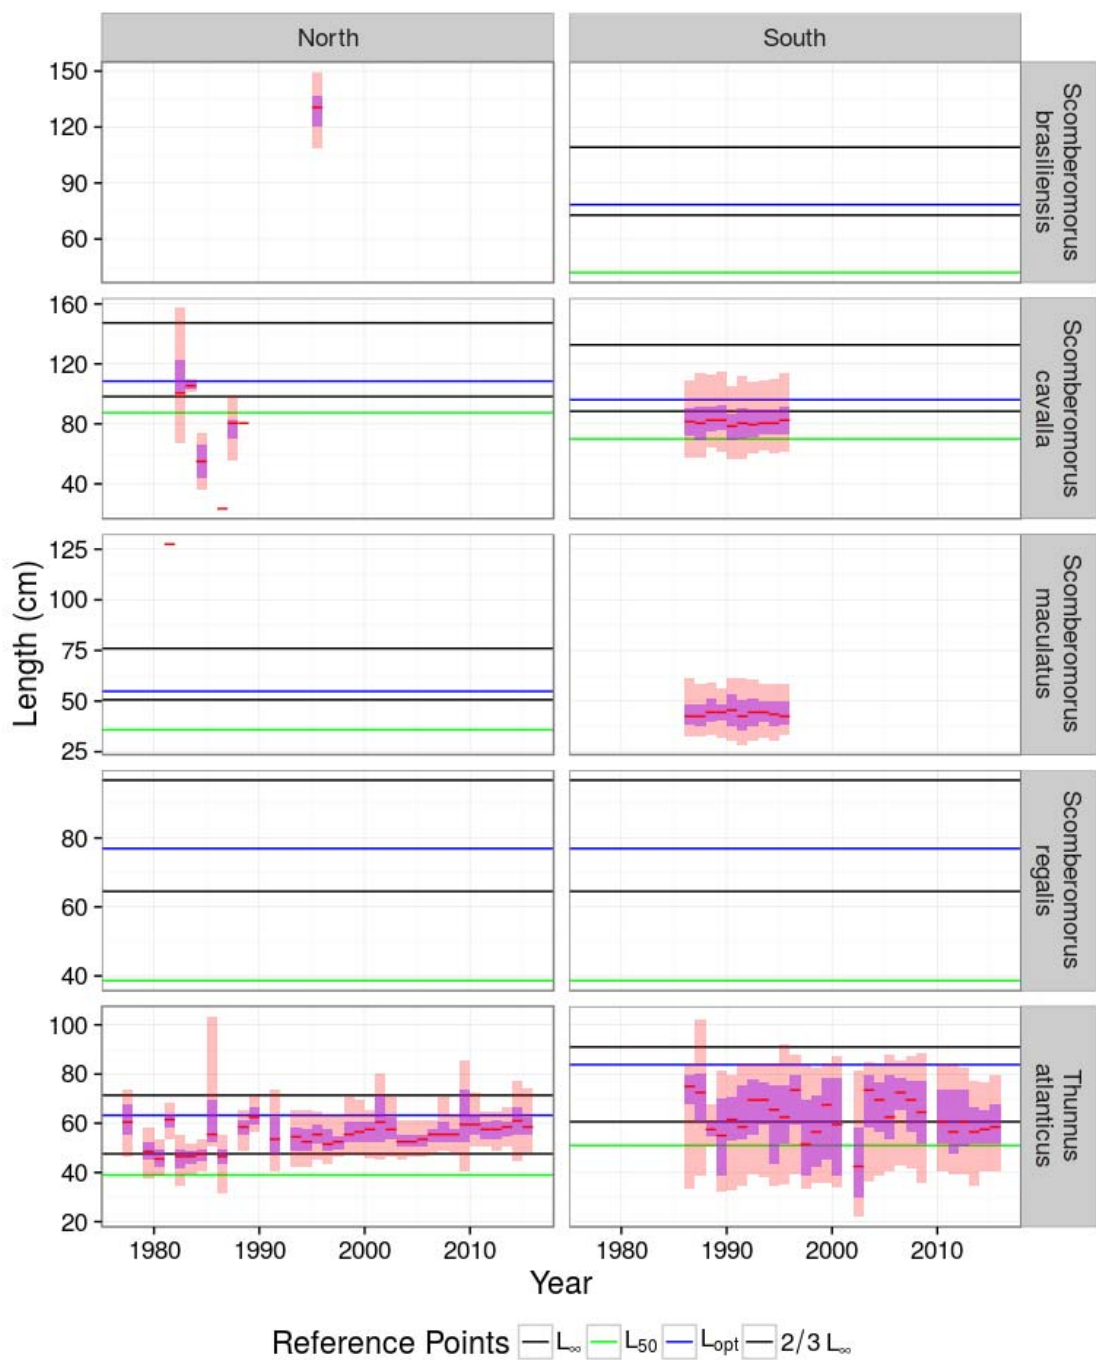 North South
150
120
90
60
Scomberomorus
brasiliensis
160
120
80
40
Scomberomorus
cavalla
125
100
75
50
25
Scomberomorus
maculatus
80
60
40
Scomberomorus
regalis
100
80
60
40
20
Thunnus
atlanticus
Length (cm)
1980 1990 2000 2010 1980 1990 2000 2010
Year
Reference Points L∞ L50 Lopt 2/3 L∞